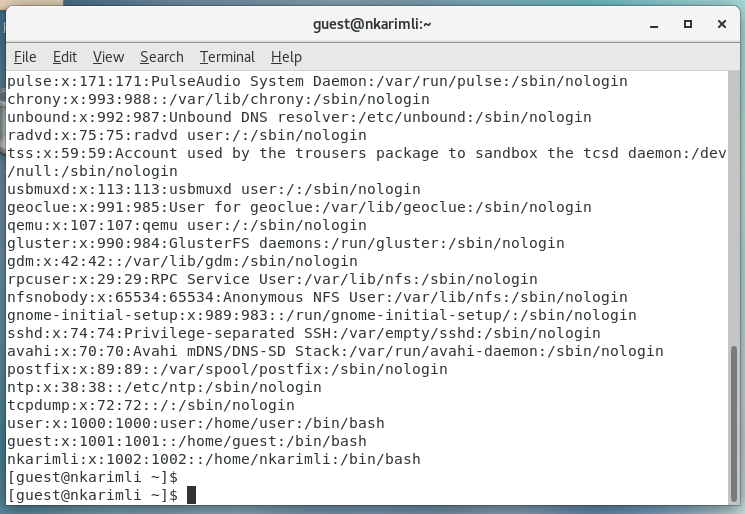 guest@nkarimli:~
File Edit View Search Terminal Help
pulse:x:171:171:PulseAudio System Daemon:/var/run/pulse:/sbin/nologin
chrony:x:993:988::/var/lib/chrony:/sbin/nologin
unbound:x:992:987:Unbound DNS resolver:/etc/unbound:/sbin/nologin
radvd:x:75:75:radvd user:/:/sbin/nologin
tss:x:59:59:Account used by the trousers package to sandbox the tcsd daemon:/dev
/null:/sbin/nologin
usbmuxd:x:113:113:usbmuxd user:/:/sbin/nologin
geoclue:x:991:985:User for geoclue:/var/lib/geoclue:/sbin/nologin
qemu:x:107:107:qemu user:/:/sbin/nologin
gluster:x:990:984:GlusterFS daemons:/run/gluster:/sbin/nologin
gdm:x:42:42::/var/lib/gdm:/sbin/nologin
rpcuser:x:29:29:RPC Service User:/var/lib/nfs:/sbin/nologin
nfsnobody:x:65534:65534:Anonymous NFS User:/var/lib/nfs:/sbin/nologin
gnome-initial-setup:x:989:983::/run/gnome-initial-setup/:/sbin/nologin
sshd:x:74:74:Privilege-separated SSH:/var/empty/sshd:/sbin/nologin
avahi:x:70:70:Avahi mDNS/DNS-SD Stack:/var/run/avahi-daemon:/sbin/nologin
postfix:x:89:89::/var/spool/postfix:/sbin/nologin
ntp:x:38:38::/etc/ntp:/sbin/nologin
tcpdump:x:72:72::/:/sbin/nologin
user:x:1000:1000:user:/home/user:/bin/bash
guest:x:1001:1001::/home/guest:/bin/bash
nkarimli:x:1002:1002::/home/nkarimli:/bin/bash
[guest@nkarimli ~]$
[guest@nkarimli ~]$